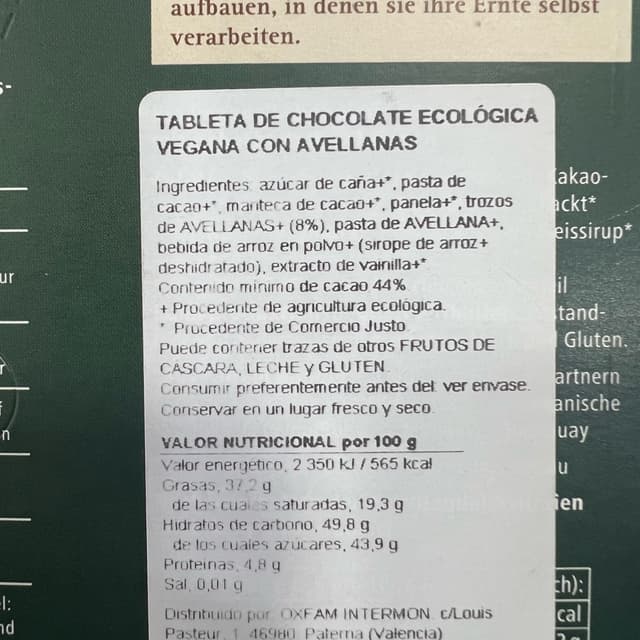 aufbauen, in denen sie ihre Ernte selbst
verarbeiten.
TABLETA DE CHOCOLATE ECOLÓGICA
VEGANA CON AVELLANAS
Ingredientes: azúcar de caña+*, pasta de
cacao+*, manteca de cacao+*, panela+*, trozos
de AVELLANAS+ (8%), pasta de AVELLANA+,
bebida de arroz en polvo+ (sirope de arroz+
deshidratado), extracto de vainilla+*
Contenido mínimo de cacao 44%
+ Procedente de agricultura ecológica.
* Procedente de Comercio Justo
Puede contener trazas de otros FRUTOS DE
CÁSCARA, LECHE y GLUTEN.
Consumir preferentemente antes del: ver envase.
Conservar en un lugar fresco y seco.
VALOR NUTRICIONAL por 100 g
Valor energético, 2 350 kJ / 565 kcal
Grasas, 37,2 g
de las cuales saturadas, 19,3 g
Hidratos de carbono, 49,8 g
de los cuales azúcares, 43,9 g
Proteínas, 4,8 g
Sal, 0,01 g
Distribuido por: OXFAM INTERMON. c/Louis
Pasteur, 1 46980 Paterna (Valencia)
akao-
ckt*
eissirup*
il
tand-
Gluten.
artnern
anische
uay
u
ien
ch):
cal
ur
r
n
l:
nd